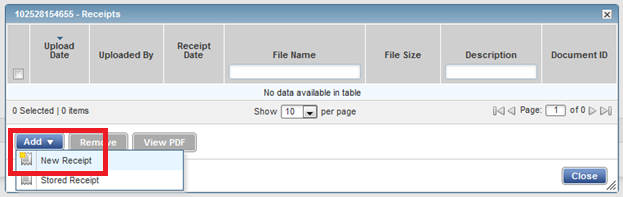 102528154655 - Receipts
Upload Date
Uploaded By
Receipt Date
File Name
File Size
Description
Document ID
No data available in table
0 Selected | 0 items
Show 10 per page
Page: 1 of 0
Add
Remove
View PDF
New Receipt
Stored Receipt
Close